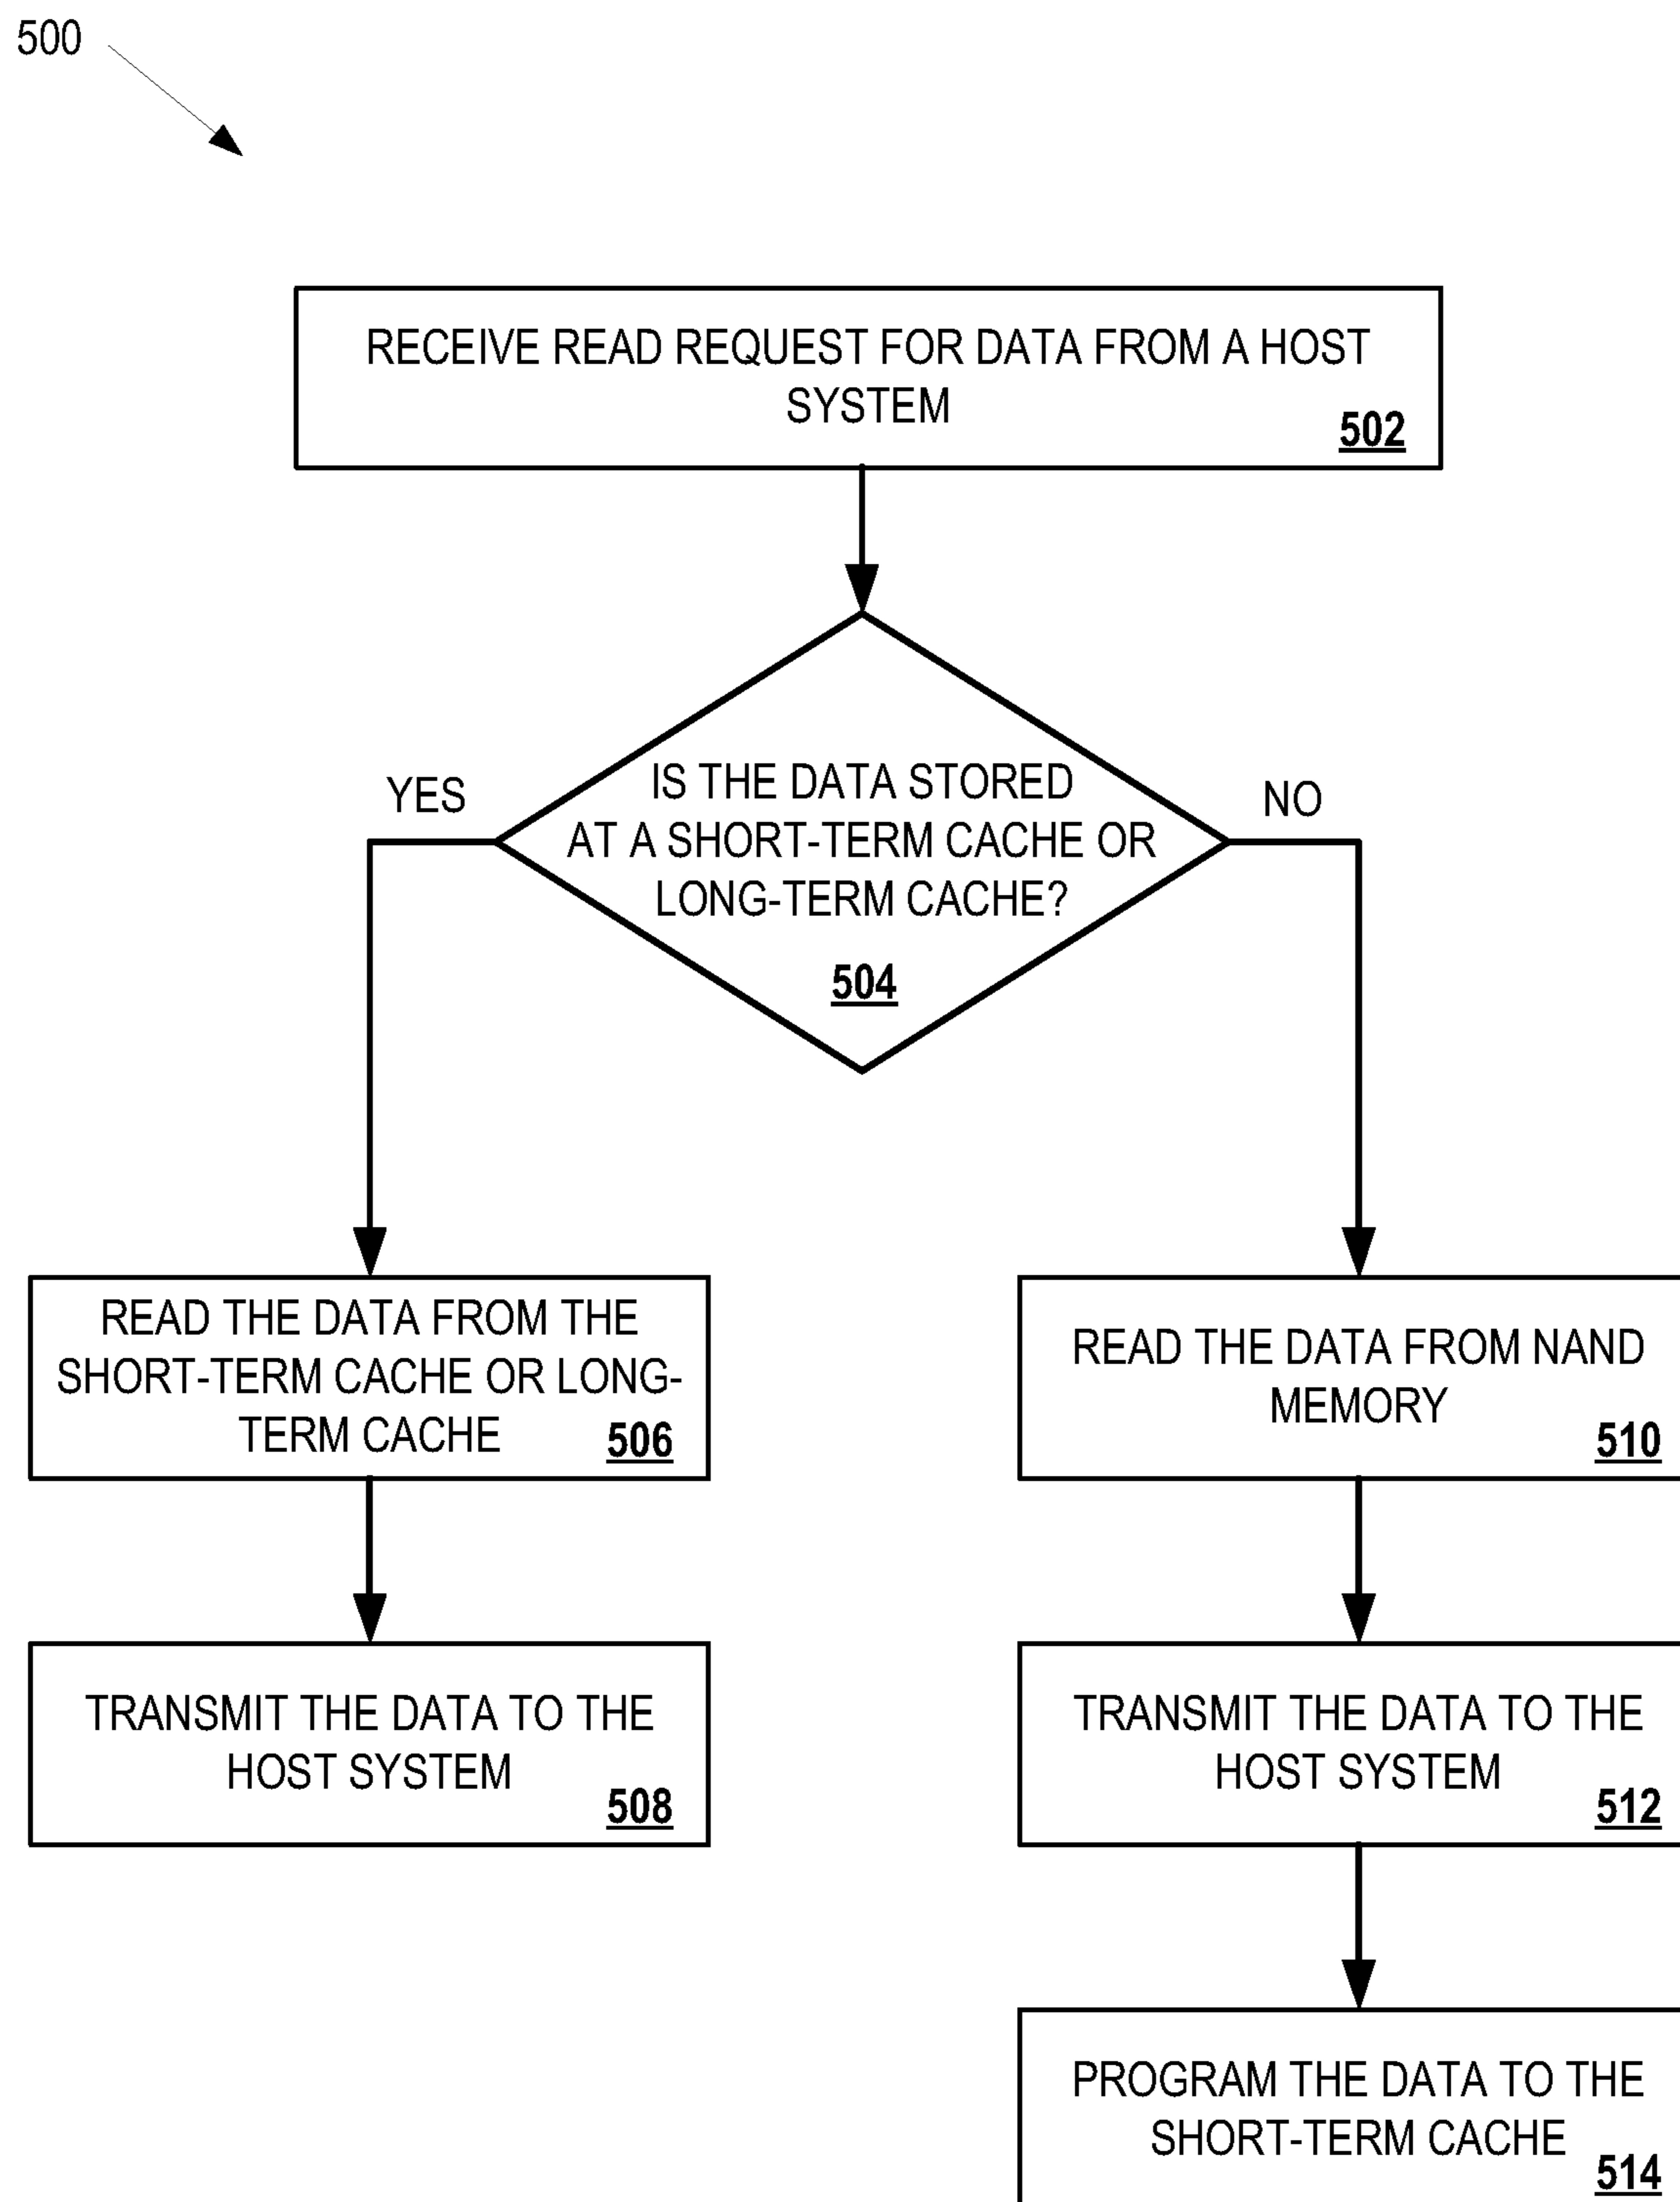 500
RECEIVE READ REQUEST FOR DATA FROM A HOST
SYSTEM
502
YES
NO
IS THE DATA STORED
AT A SHORT-TERM CACHE OR
LONG-TERM CACHE?
504
READ THE DATA FROM THE
SHORT-TERM CACHE OR LONG-
TERM CACHE
506
TRANSMIT THE DATA TO THE
HOST SYSTEM
508
READ THE DATA FROM NAND
MEMORY
510
TRANSMIT THE DATA TO THE
HOST SYSTEM
512
PROGRAM THE DATA TO THE
SHORT-TERM CACHE
514